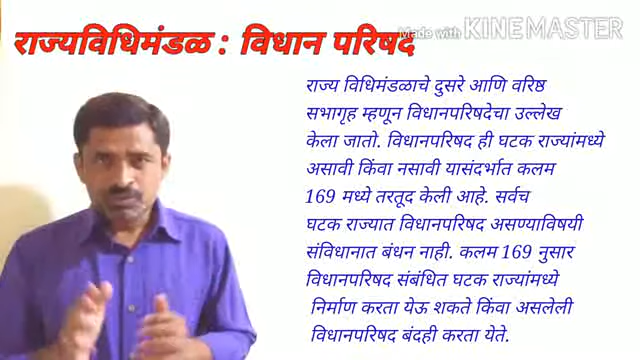 राज्यविधिमंडळ : विधान परिषद
Made with KINEMASTER
राज्य विधिमंडळाचे दुसरे आणि वरिष्ठ
सभागृह म्हणून विधानपरिषदेचा उल्लेख
केला जातो. विधानपरिषद ही घटक राज्यांमध्ये
असावी किंवा नसावी यासंदर्भात कलम
169 मध्ये तरतूद केली आहे. सर्वच
घटक राज्यात विधानपरिषद असण्याविषयी
संविधानात बंधन नाही. कलम 169 नुसार
विधानपरिषद संबंधित घटक राज्यांमध्ये
निर्माण करता येऊ शकते किंवा असलेली
विधानपरिषद बंदही करता येते.